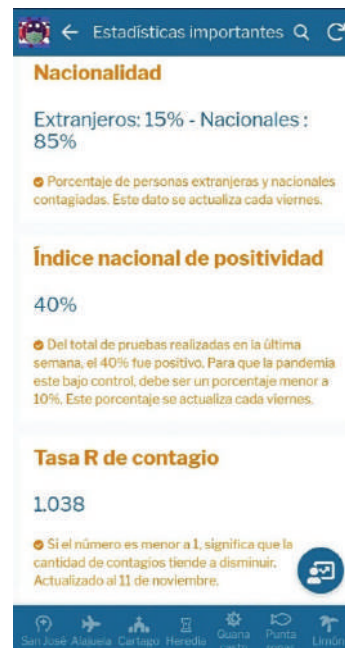 Estadísticas importantes
Nacionalidad
Extranjeros: 15% - Nacionales :
85%
Porcentaje de personas extranjeras y nacionales
contagiadas. Este dato se actualiza cada viernes.
Índice nacional de positividad
40%
Del total de pruebas realizadas en la última
semana, el 40% fue positivo. Para que la pandemia
este bajo control, debe ser un porcentaje menor a
10%. Este porcentaje se actualiza cada viernes.
Tasa R de contagio
1.038
Si el número es menor a 1, significa que la
cantidad de contagios tiende a disminuir.
Actualizado al 11 de noviembre.
San José Alajuela Cartago Heredia Guana Punta Limón